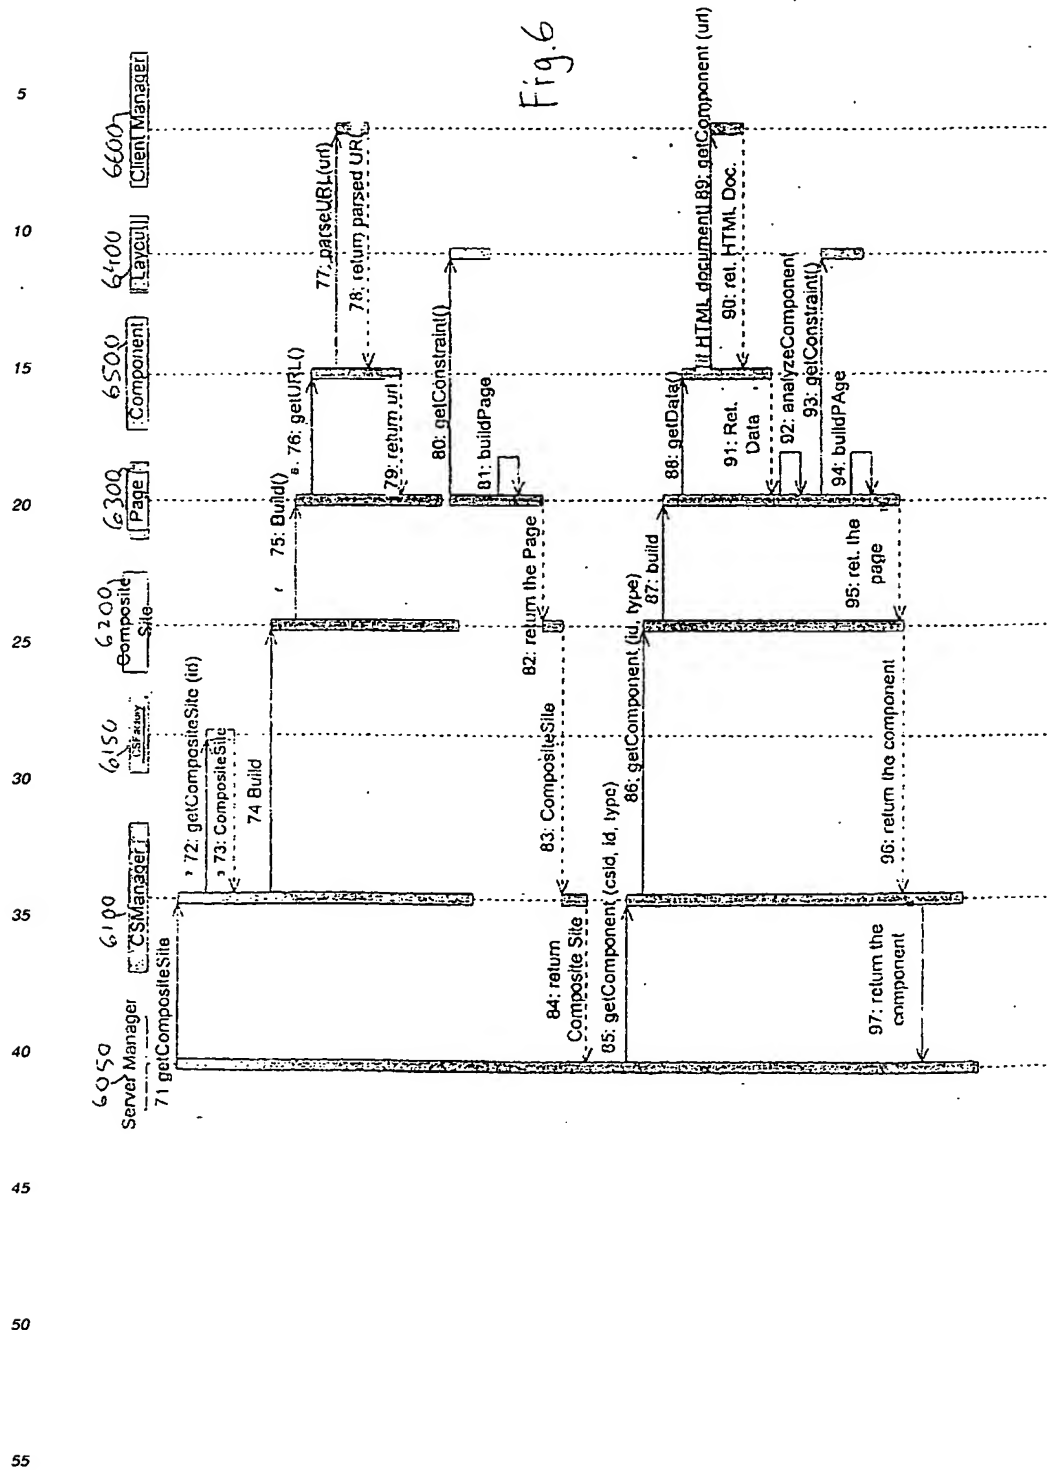 5
10
15
20
25
30
35
40
45
50
55
Fig.6
6050
Server Manager
6100
CSManager
6150
CSFactory
6200
Composite
Site
6300
Page
6500
:Component
6400
:Layout
6600
Client Manager
71 getCompositeSite
72: getCompositeSite (id)
73: CompositeSite
74 Build
75: Build()
76: getURL()
77: parseURL(url)
78: return parsed URL
79: return url
80: getConstraint()
81: buildPage
82: return the Page
83: CompositeSite
84: return
Composite Site
85: getComponent (csid, id, type)
86: getComponent (id, type)
87: build
88: getData()
[if HTML document] 89: getComponent (url)
90: ret. HTML Doc.
91: Ret.
Data
92: analyzeComponent
93: getConstraint()
94: buildPAge
95: ret. the
page
96: return the component
97: return the
component